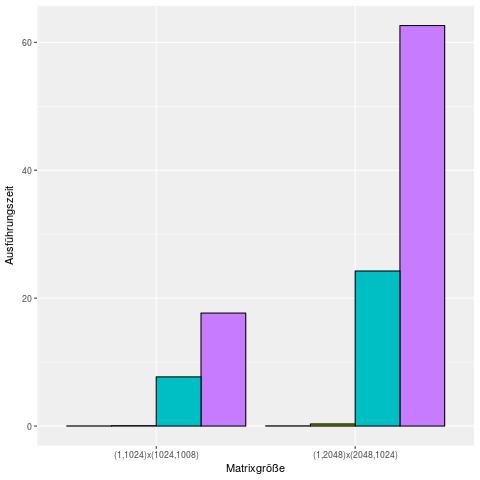 Ausführungszeit
60
40
20
0
(1,1024)x(1024,1008)
(1,2048)x(2048,1024)
Matrixgröße